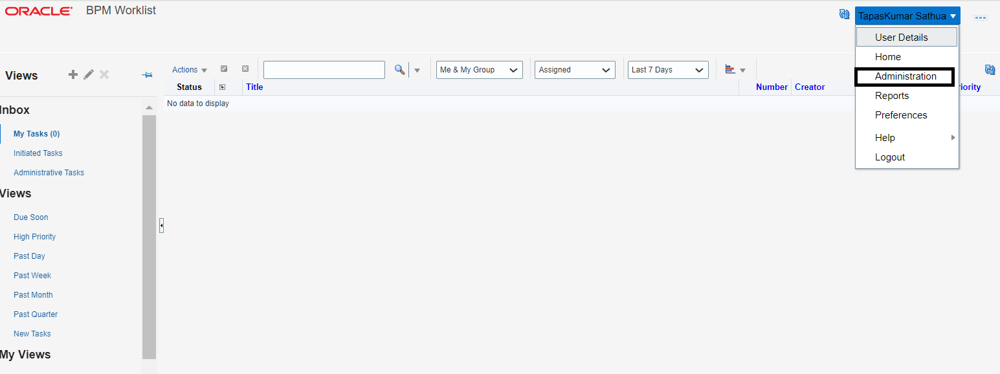 ORACLE BPM Worklist
TapasKumar Sathua
User Details
Home
Administration
Reports
Preferences
Help
Logout
Views
Actions
Me & My Group
Assigned
Last 7 Days
Status
Title
Number
Creator
iority
No data to display
Inbox
My Tasks (0)
Initiated Tasks
Administrative Tasks
Views
Due Soon
High Priority
Past Day
Past Week
Past Month
Past Quarter
New Tasks
My Views